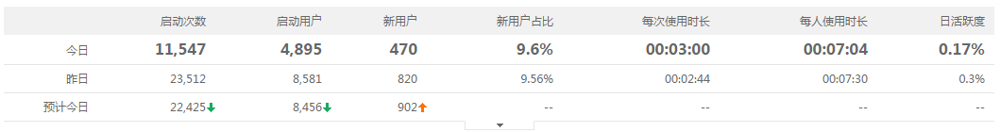 启动次数 启动用户 新用户 新用户占比 每次使用时长 每人使用时长 日活跃度
今日 11,547 4,895 470 9.6% 00:03:00 00:07:04 0.17%
昨日 23,512 8,581 820 9.56% 00:02:44 00:07:30 0.3%
预计今日 22,425 8,456 902 -- -- -- --